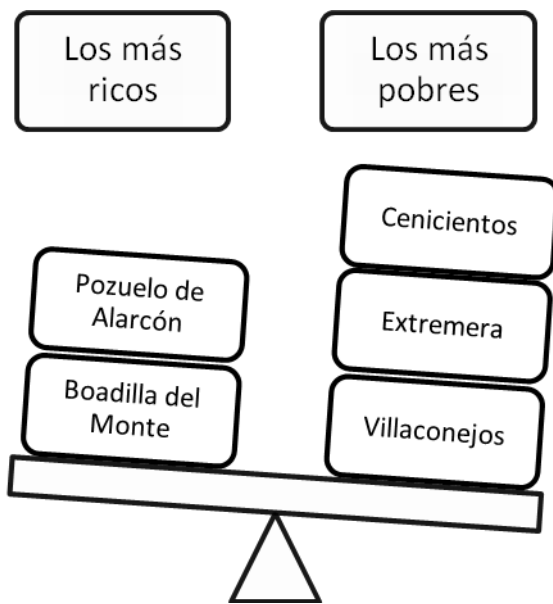 Los más
ricos
Los más
pobres
Pozuelo de
Alarcón
Boadilla del
Monte
Cenicientos
Extremera
Villaconejos